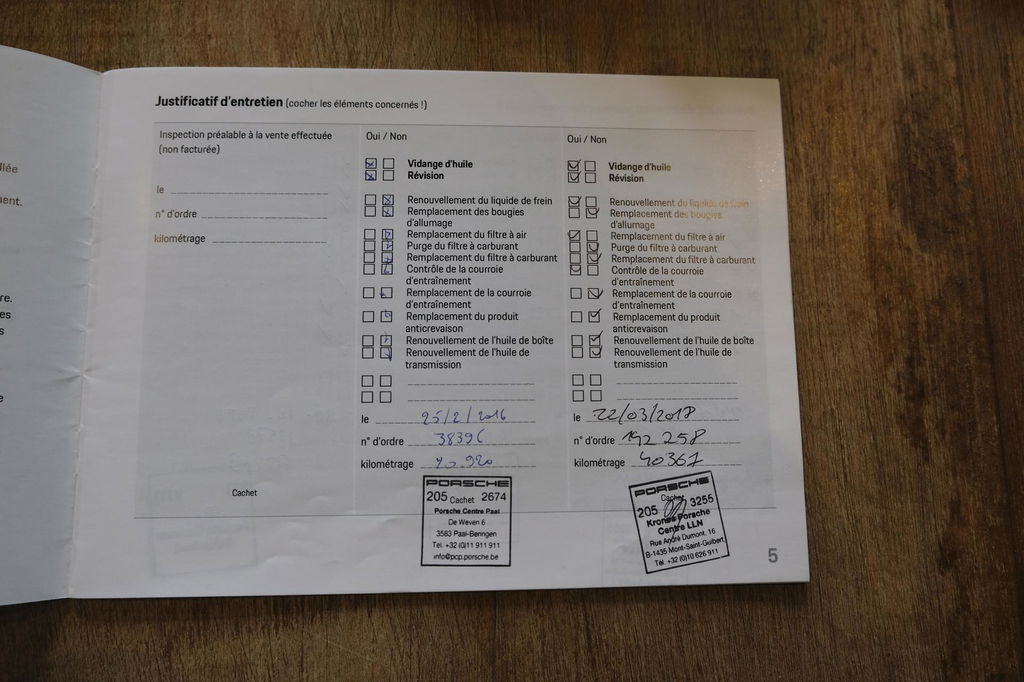 llée
ent.
re.
es
s
e
Justificatif d'entretien (cocher les éléments concernés !)
Inspection préalable à la vente effectuée
(non facturée)
le
n° d'ordre
kilométrage
Cachet
Oui / Non
Vidange d'huile
Révision
Renouvellement du liquide de frein
Remplacement des bougies
d'allumage
Remplacement du filtre à air
Purge du filtre à carburant
Remplacement du filtre à carburant
Contrôle de la courroie
d'entraînement
Remplacement de la courroie
d'entraînement
Remplacement du produit
anticrevaison
Renouvellement de l'huile de boîte
Renouvellement de l'huile de
transmission
le 25/2/2016
n° d'ordre 38396
kilométrage
PORSCHE
205 Cachet 2674
Porsche Centre Paal
De Weven 6
3583 Paal-Beringen
Tel. +32 (0)11 911 911
info@pcp.porsche.be
Oui / Non
Vidange d'huile
Révision
Renouvellement du liquide de frein
Remplacement des bougies
d'allumage
Remplacement du filtre à air
Purge du filtre à carburant
Remplacement du filtre à carburant
Contrôle de la courroie
d'entraînement
Remplacement de la courroie
d'entraînement
Remplacement du produit
anticrevaison
Renouvellement de l'huile de boîte
Renouvellement de l'huile de
transmission
le 22/03/2017
n° d'ordre 192 258
kilométrage 40361
PORSCHE
Cachet
205 3255
Krono Porsche
Centre LLN
Rue André Dumont, 16
B-1435 Mont-Saint-Guibert
Tel. +32 (0)10 626 911
5